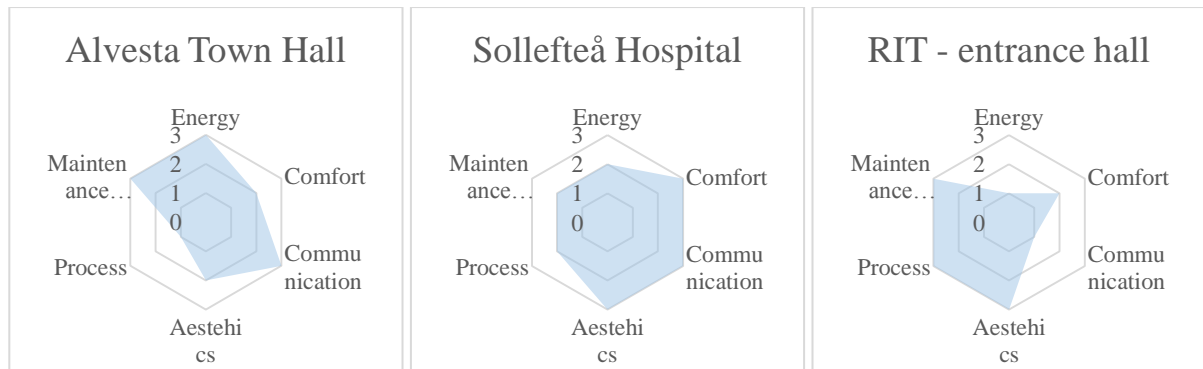 Alvesta Town Hall
Energy
3
2
1
0
Comfort
Commu
nication
Aestehi
cs
Process
Mainten
ance…
Sollefteå Hospital
Energy
3
2
1
0
Comfort
Commu
nication
Aestehi
cs
Process
Mainten
ance…
RIT - entrance hall
Energy
3
2
1
0
Comfort
Commu
nication
Aestehi
cs
Process
Mainten
ance…